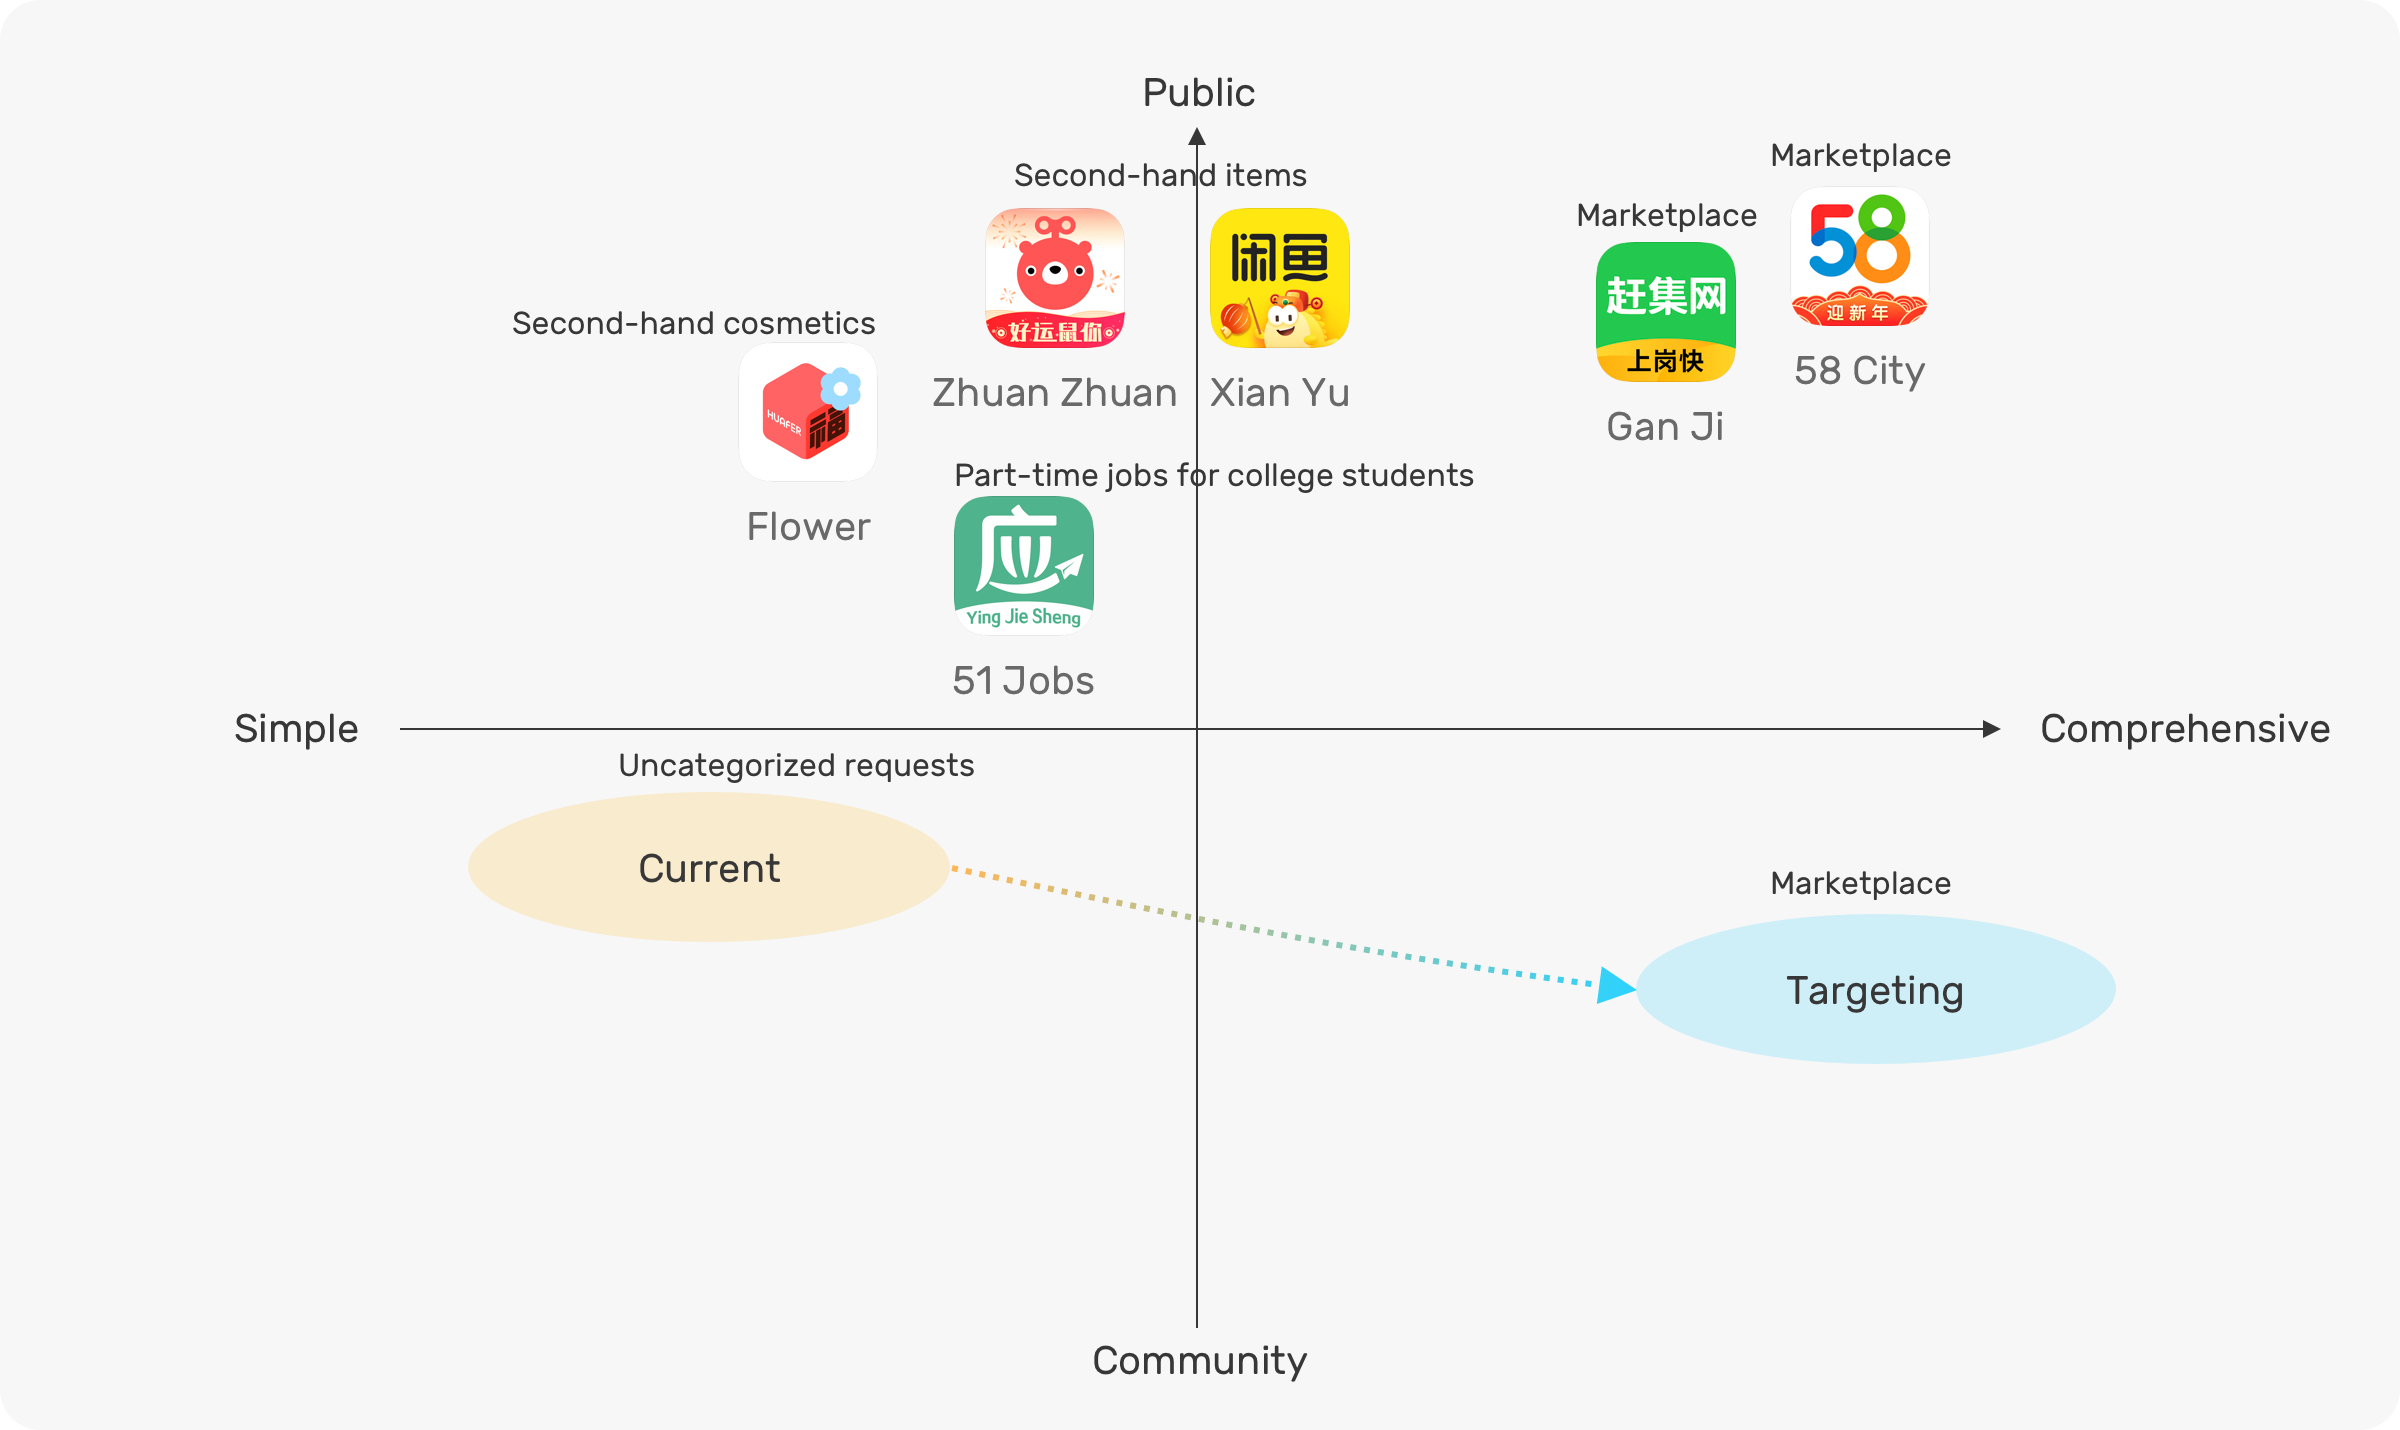 Public
Second-hand items
Marketplace
58
迎新年
58 City
Marketplace
赶集网
上岗快
Gan Ji
闲鱼
Xian Yu
好运鼠你
Zhuan Zhuan
Second-hand cosmetics
HUAFER
福
Flower
Part-time jobs for college students
应
Ying Jie Sheng
51 Jobs
Simple
Comprehensive
Uncategorized requests
Current
Marketplace
Targeting
Community